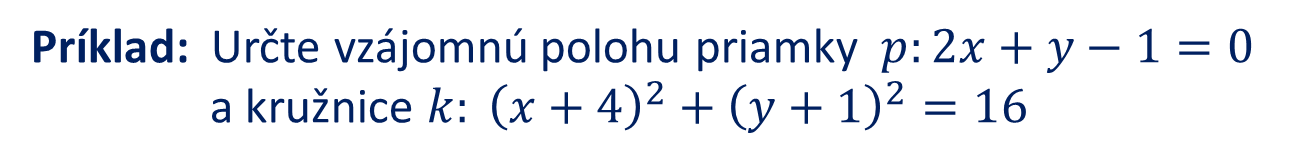 Príklad: Určte vzájomnú polohu priamky p: 2x + y − 1 = 0
a kružnice k: (x + 4)² + (y + 1)² = 16